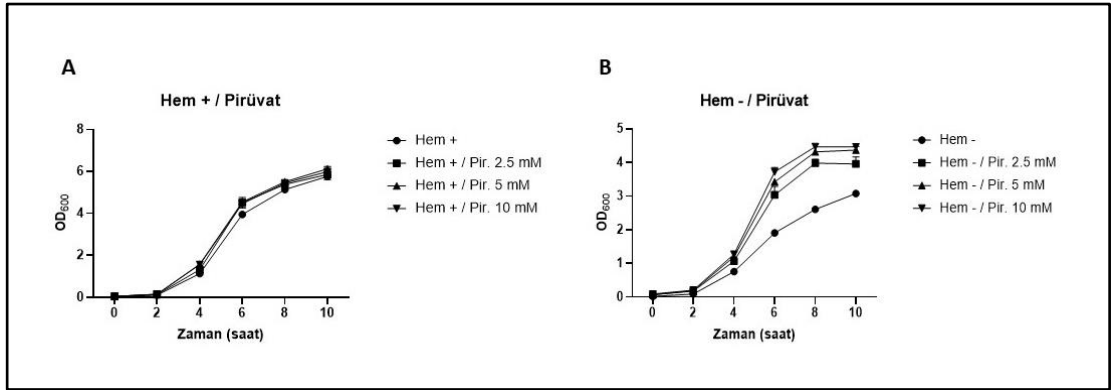 A
Hem + / Pirüvat
8
6
4
2
0
OD600
0 2 4 6 8 10
Zaman (saat)
Hem +
Hem + / Pir. 2.5 mM
Hem + / Pir. 5 mM
Hem + / Pir. 10 mM
B
Hem - / Pirüvat
5
4
3
2
1
0
OD600
0 2 4 6 8 10
Zaman (saat)
Hem -
Hem - / Pir. 2.5 mM
Hem - / Pir. 5 mM
Hem - / Pir. 10 mM